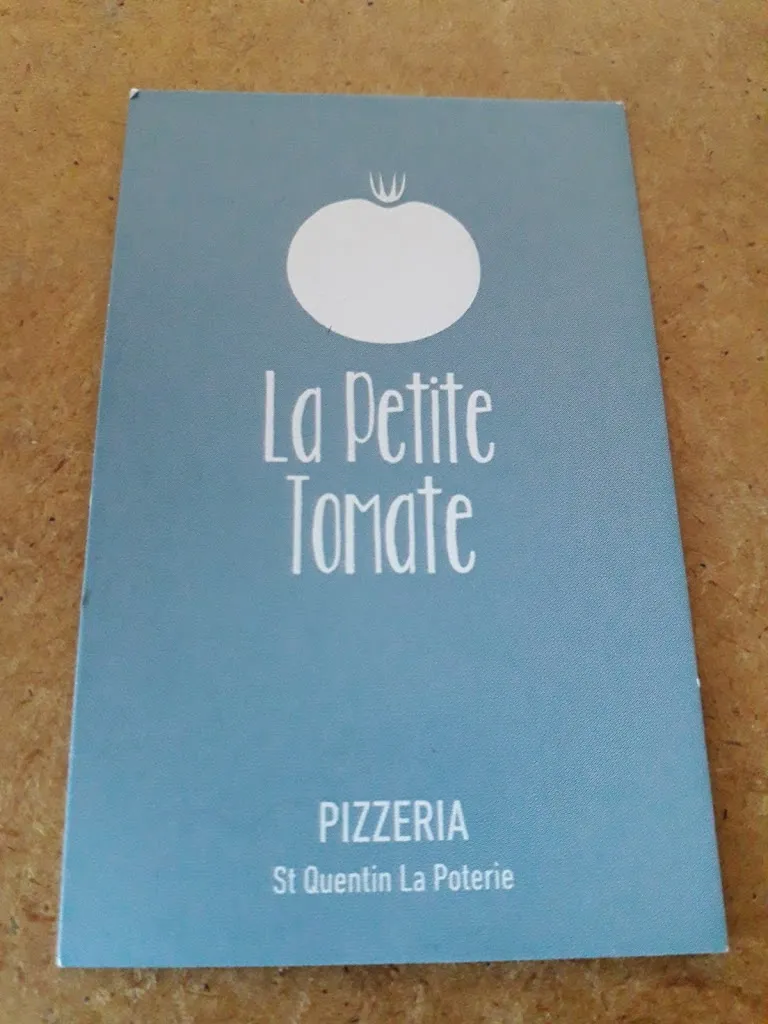 La Petite
Tomate
PIZZERIA
St Quentin La Poterie